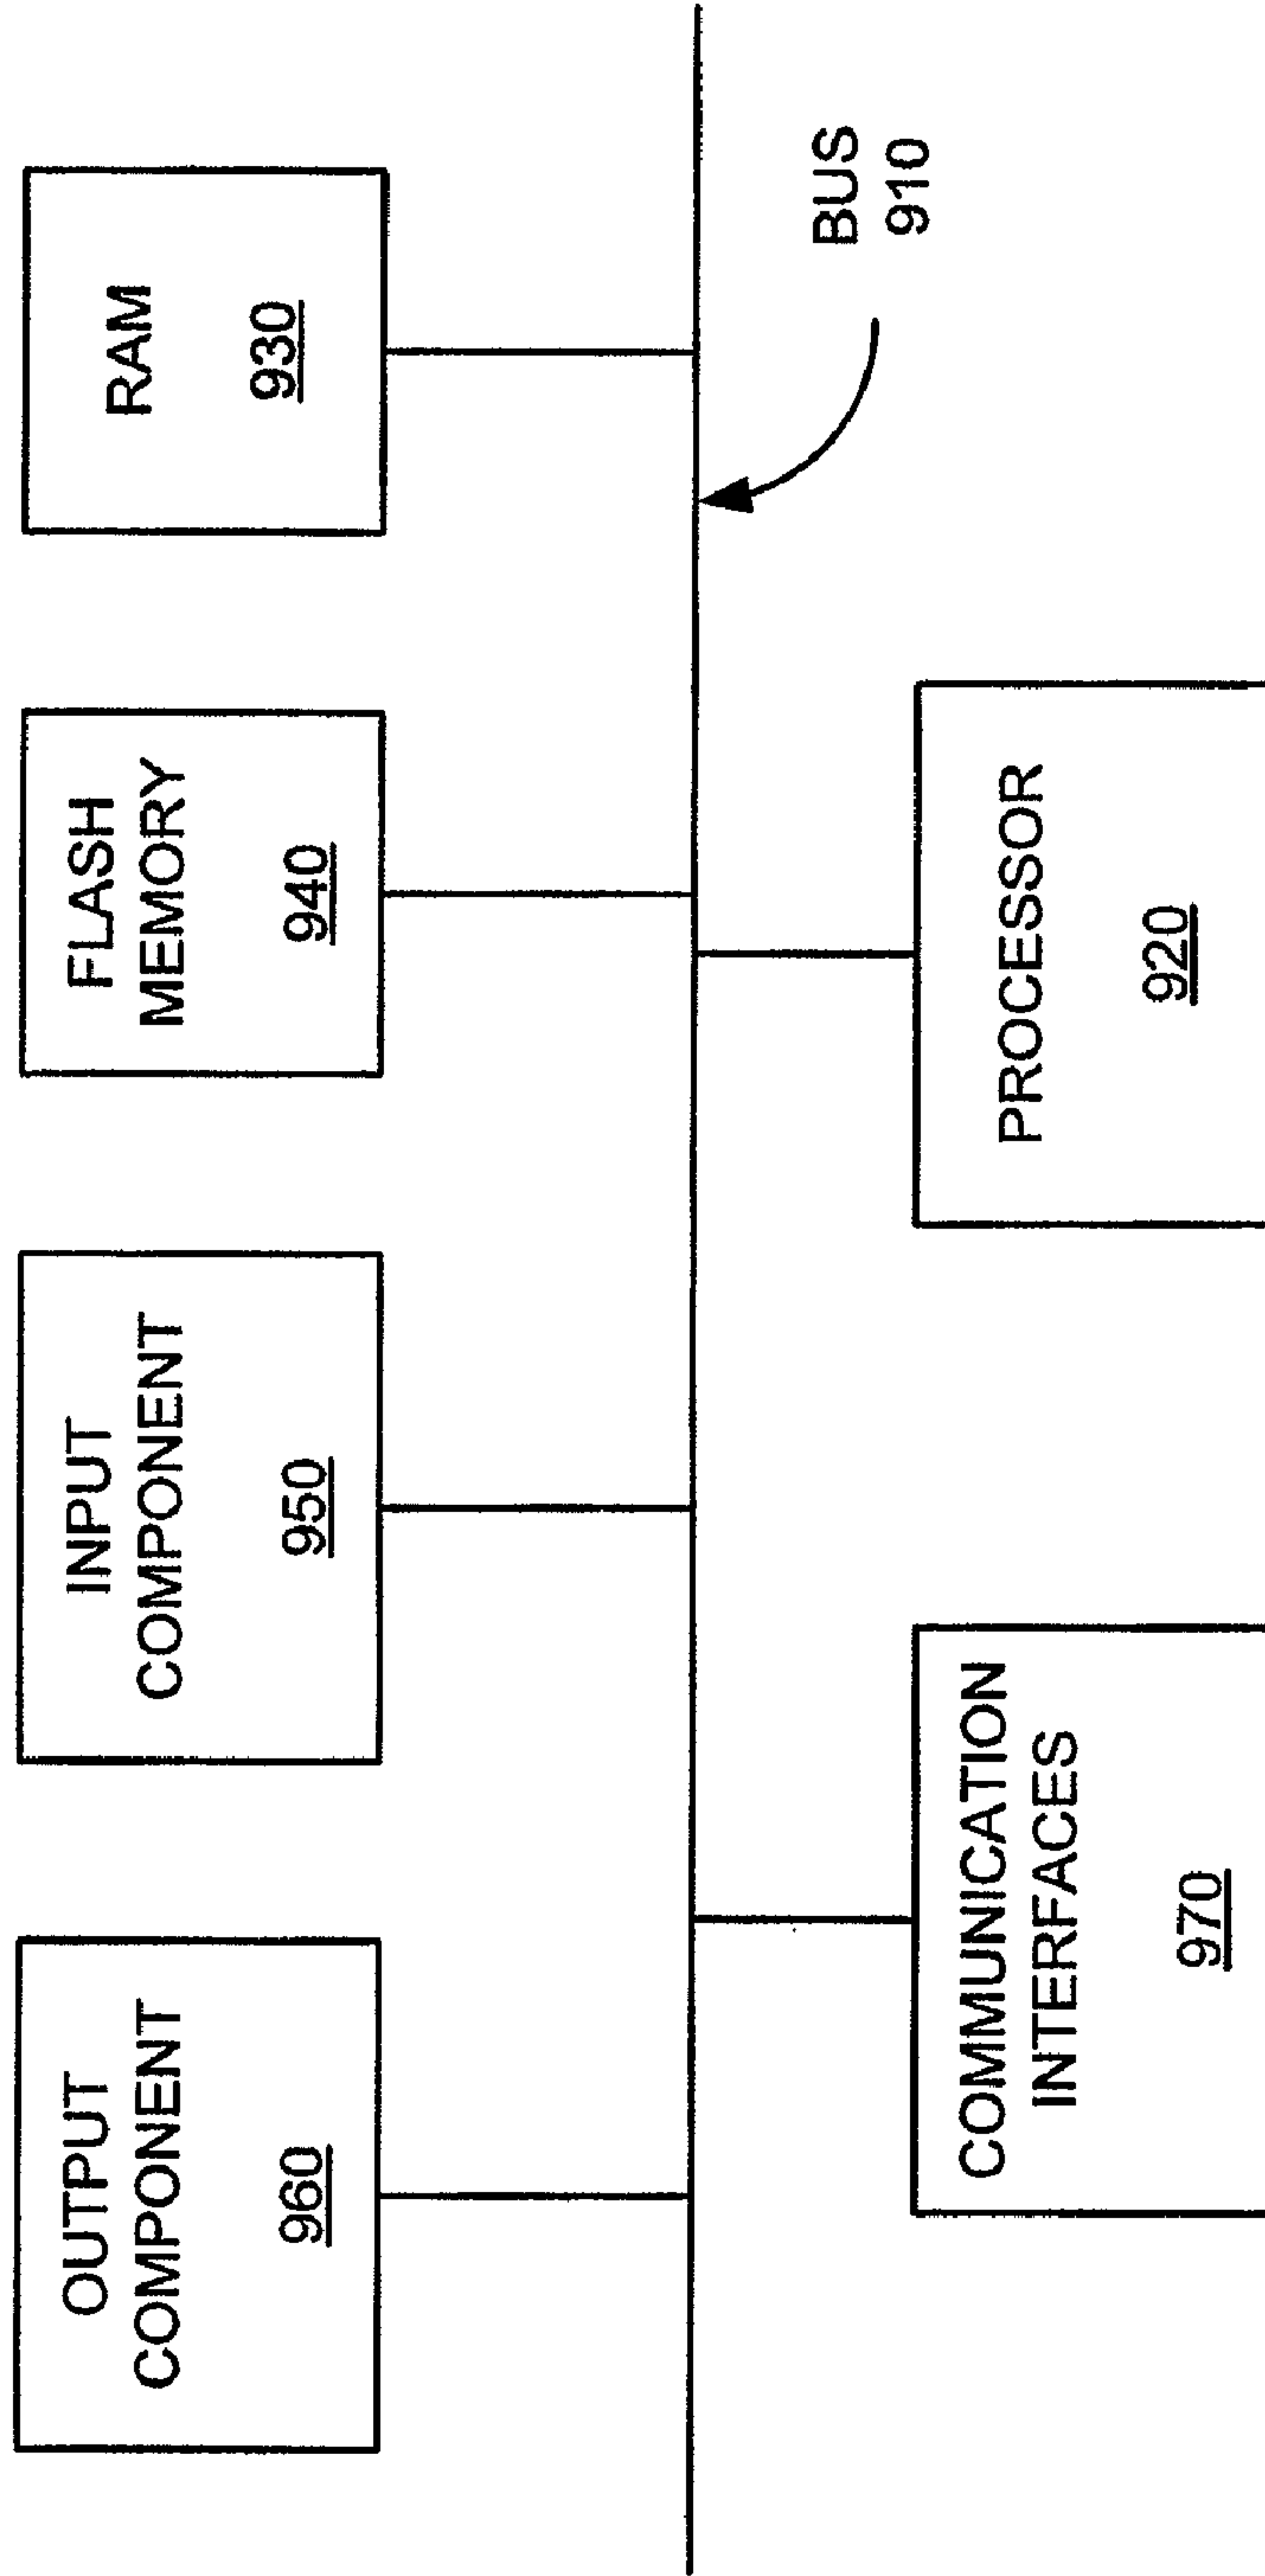 OUTPUT
COMPONENT
960
INPUT
COMPONENT
950
FLASH
MEMORY
940
RAM
930
BUS
910
COMMUNICATION
INTERFACES
970
PROCESSOR
920